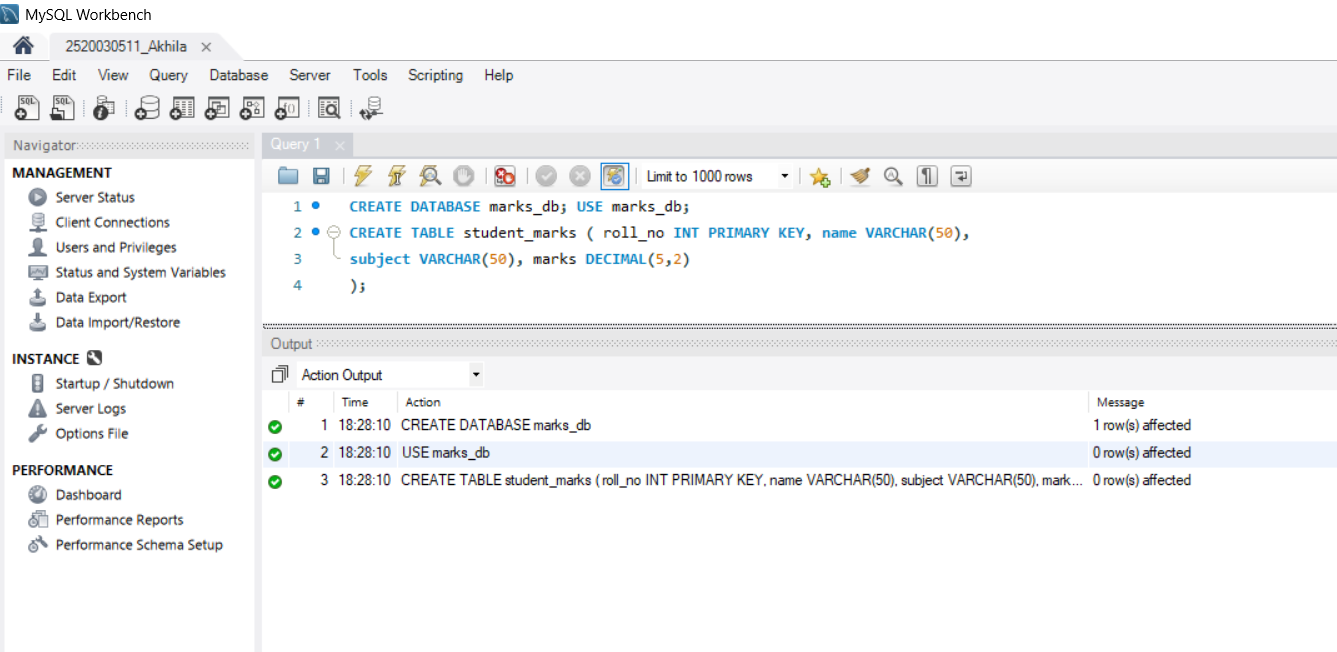 MySQL Workbench
2520030511_Akhila
File Edit View Query Database Server Tools Scripting Help
Navigator
MANAGEMENT
Server Status
Client Connections
Users and Privileges
Status and System Variables
Data Export
Data Import/Restore
INSTANCE
Startup / Shutdown
Server Logs
Options File
PERFORMANCE
Dashboard
Performance Reports
Performance Schema Setup
Query 1
Limit to 1000 rows
1 CREATE DATABASE marks_db; USE marks_db;
2 CREATE TABLE student_marks ( roll_no INT PRIMARY KEY, name VARCHAR(50),
3 subject VARCHAR(50), marks DECIMAL(5,2)
4 );
Output
Action Output
# Time Action Message
1 18:28:10 CREATE DATABASE marks_db 1 row(s) affected
2 18:28:10 USE marks_db 0 row(s) affected
3 18:28:10 CREATE TABLE student_marks ( roll_no INT PRIMARY KEY, name VARCHAR(50), subject VARCHAR(50), mark... 0 row(s) affected